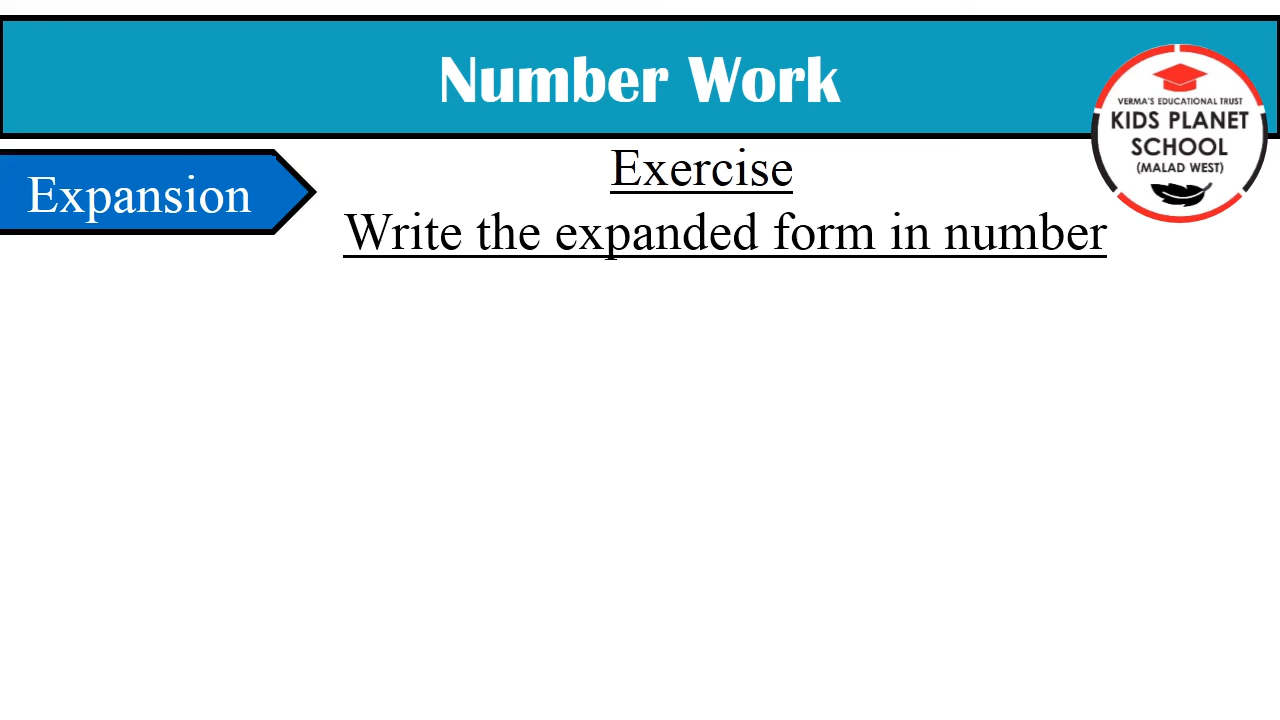 Number Work
VERMA'S EDUCATIONAL TRUST
KIDS PLANET
SCHOOL
(MALAD WEST)
Expansion
Exercise
Write the expanded form in number